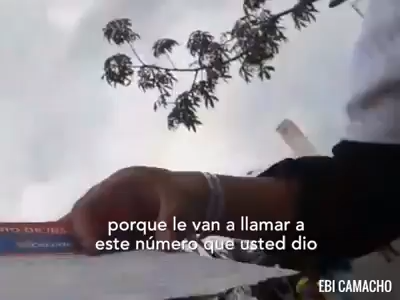 porque le van a llamar a
este número que usted dio
EBI CAMACHO